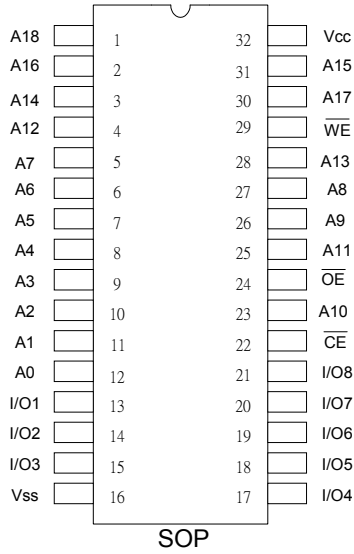 A18 1 32 Vcc
A16 2 31 A15
A14 3 30 A17
A12 4 29 W̅E̅
A7 5 28 A13
A6 6 27 A8
A5 7 26 A9
A4 8 25 A11
A3 9 24 O̅E̅
A2 10 23 A10
A1 11 22 C̅E̅
A0 12 21 I/O8
I/O1 13 20 I/O7
I/O2 14 19 I/O6
I/O3 15 18 I/O5
Vss 16 17 I/O4
SOP